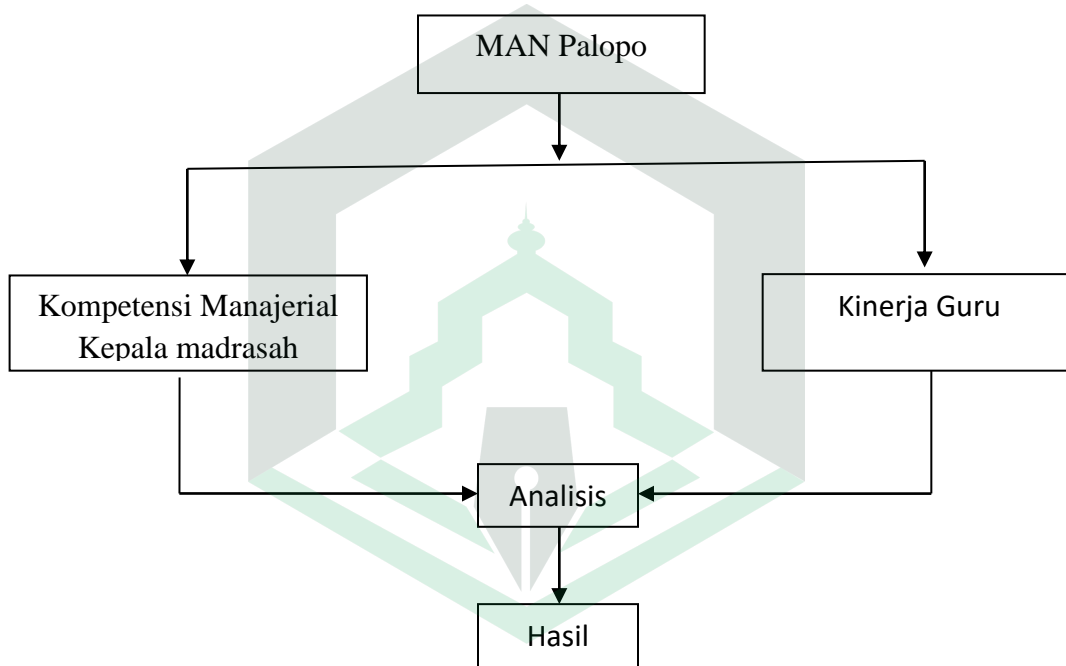 MAN Palopo
Kompetensi Manajerial
Kepala madrasah
Kinerja Guru
Analisis
Hasil